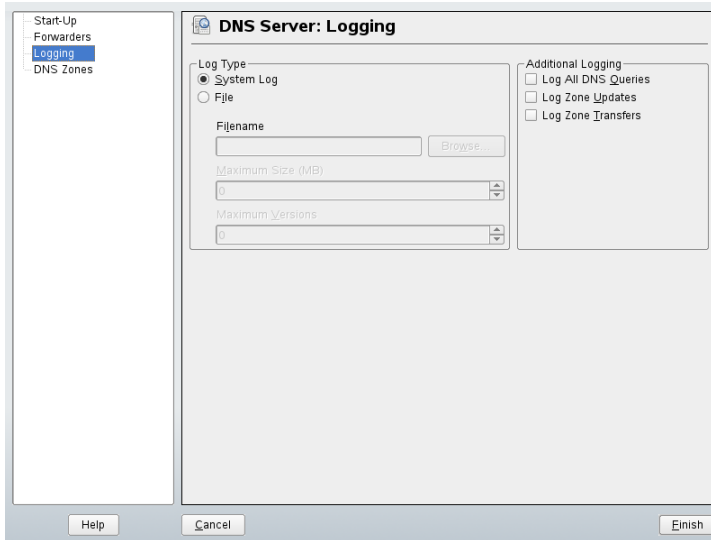 Start-Up
Forwarders
Logging
DNS Zones
DNS Server: Logging
Log Type
System Log
File
Filename
Browse...
Maximum Size (MB)
0
Maximum Versions
0
Additional Logging
Log All DNS Queries
Log Zone Updates
Log Zone Transfers
Help
Cancel
Finish